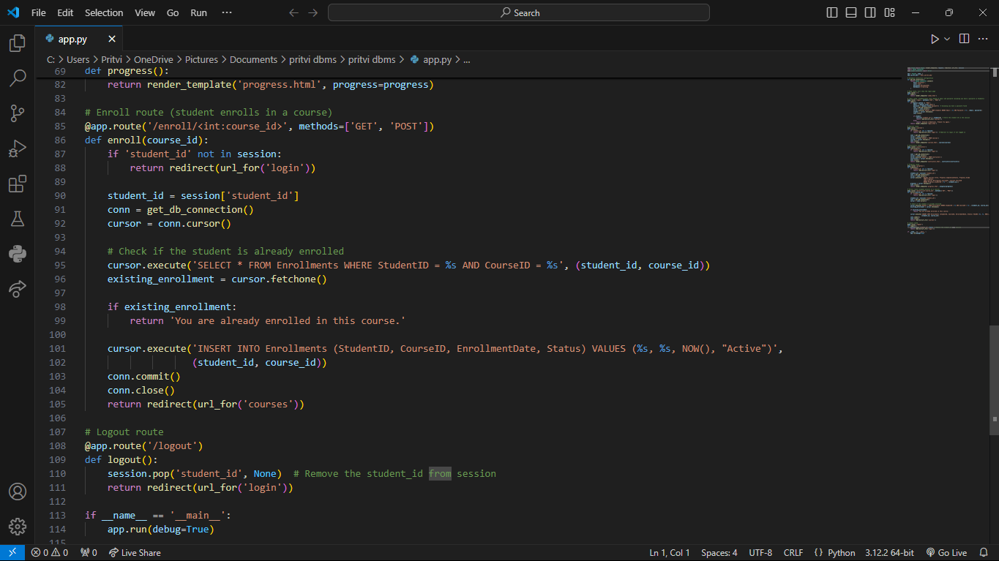 File Edit Selection View Go Run ··· Search
app.py
C: > Users > Pritvi > OneDrive > Pictures > Documents > pritvi dbms > pritvi dbms > app.py > ...
69 def progress():
82     return render_template('progress.html', progress=progress)
83
84 # Enroll route (student enrolls in a course)
85 @app.route('/enroll/<int:course_id>', methods=['GET', 'POST'])
86 def enroll(course_id):
87     if 'student_id' not in session:
88         return redirect(url_for('login'))
89
90     student_id = session['student_id']
91     conn = get_db_connection()
92     cursor = conn.cursor()
93
94     # Check if the student is already enrolled
95     cursor.execute('SELECT * FROM Enrollments WHERE StudentID = %s AND CourseID = %s', (student_id, course_id))
96     existing_enrollment = cursor.fetchone()
97
98     if existing_enrollment:
99         return 'You are already enrolled in this course.'
100
101     cursor.execute('INSERT INTO Enrollments (StudentID, CourseID, EnrollmentDate, Status) VALUES (%s, %s, NOW(), "Active")',
102                    (student_id, course_id))
103     conn.commit()
104     conn.close()
105     return redirect(url_for('courses'))
106
107 # Logout route
108 @app.route('/logout')
109 def logout():
110     session.pop('student_id', None)  # Remove the student_id from session
111     return redirect(url_for('login'))
112
113 if __name__ == '__main__':
114     app.run(debug=True)
115
0 0 0 Live Share Ln 1, Col 1 Spaces: 4 UTF-8 CRLF {} Python 3.12.2 64-bit Go Live